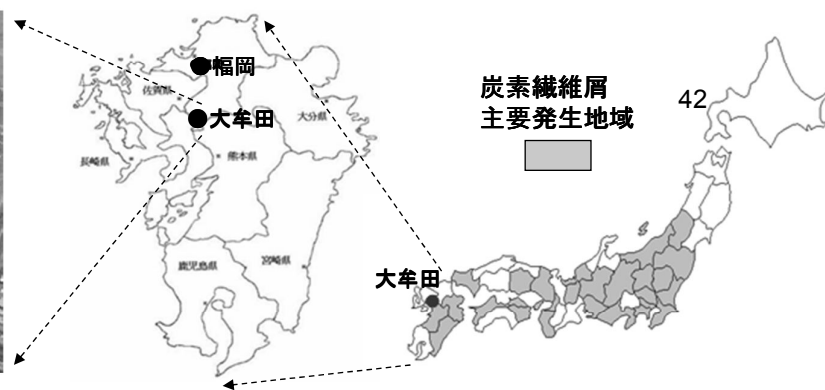 福岡
佐賀県
大牟田
大分県
長崎県
熊本県
鹿児島県
宮崎県
炭素繊維屑
主要発生地域
42
大牟田